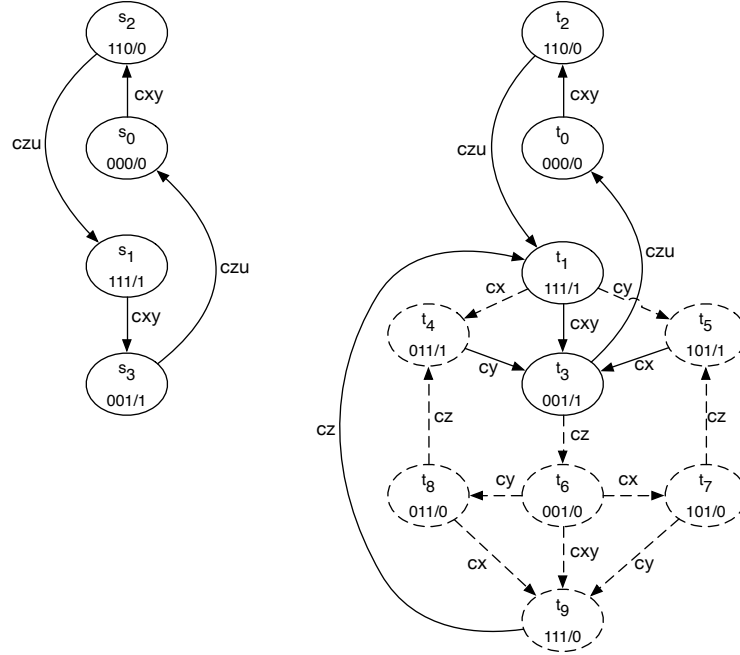 s2
110/0
cxy
czu
s0
000/0
s1
111/1
czu
cxy
s3
001/1
t2
110/0
cxy
czu
t0
000/0
t1
111/1
czu
cx
cy
t4
011/1
cxy
t5
101/1
cy
t3
001/1
cx
cz
cz
cz
cz
t8
011/0
cy
t6
001/0
cx
t7
101/0
cx
cxy
cy
t9
111/0